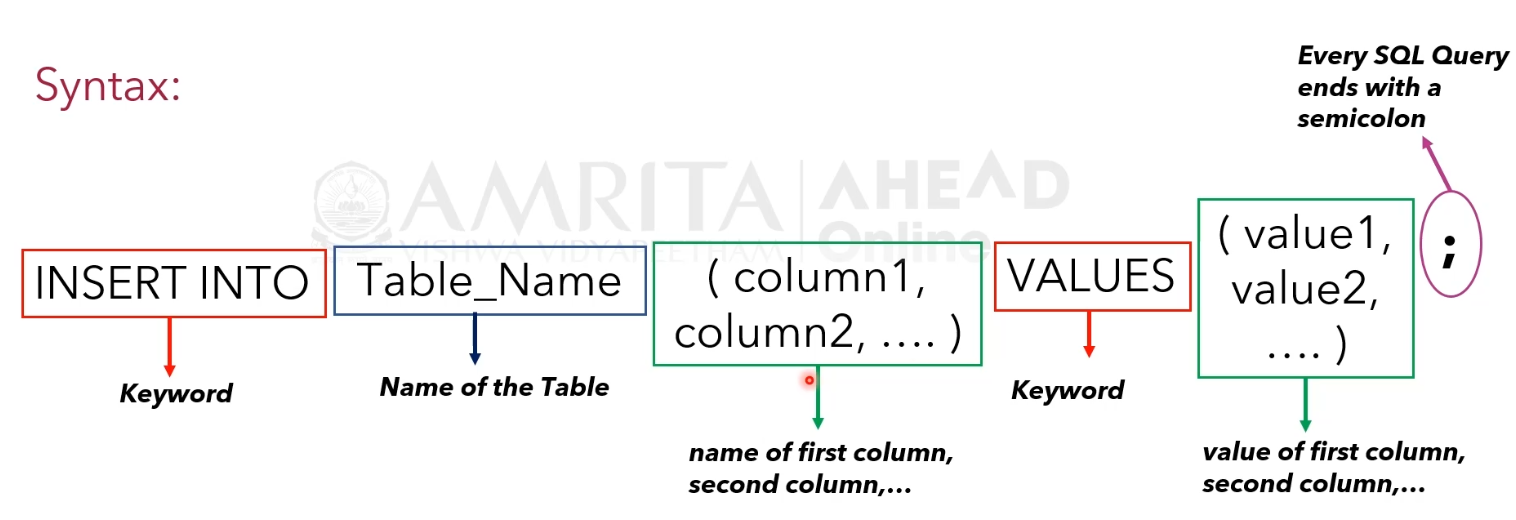 Every SQL Query
ends with a
semicolon
Syntax:
AMRITA AHEAD
VISHWA VIDYAPEETHAM Online
INSERT INTO Table_Name ( column1, VALUES ( value1, ;
column2, .... ) value2,
.... )
Keyword
Name of the Table
Keyword
name of first column,
second column,...
value of first column,
second column,...